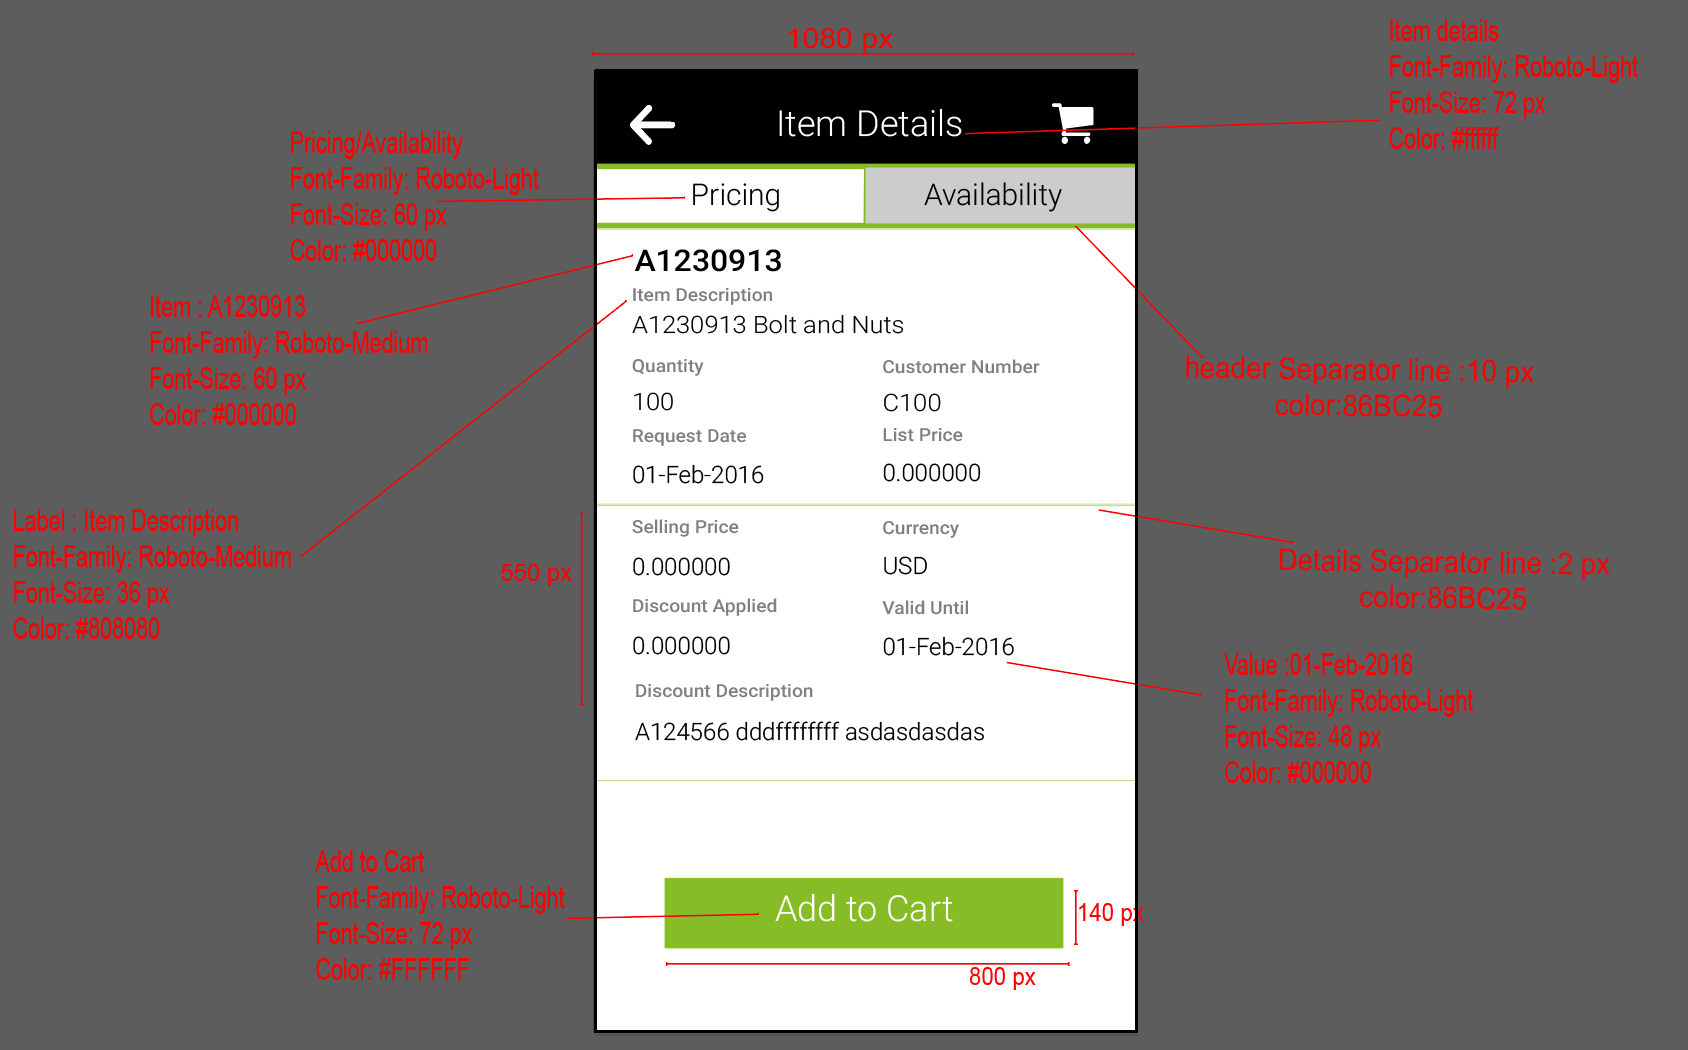 1080 px
Item details
Font-Family: Roboto-Light
Font-Size: 72 px
Color: #ffffff
Item Details
Pricing/Availability
Font-Family: Roboto-Light
Font-Size: 60 px
Color: #000000
Pricing
Availability
A1230913
Item Description
A1230913 Bolt and Nuts
Item : A1230913
Font-Family: Roboto-Medium
Font-Size: 60 px
Color: #000000
Quantity
Customer Number
100
C100
Request Date
List Price
01-Feb-2016
0.000000
header Separator line :10 px
color:86BC25
Label : Item Description
Font-Family: Roboto-Medium
Font-Size: 36 px
Color: #808080
550 px
Selling Price
Currency
0.000000
USD
Discount Applied
Valid Until
0.000000
01-Feb-2016
Discount Description
A124566 dddffffffff asdasdasdas
Details Separator line :2 px
color:86BC25
Value :01-Feb-2016
Font-Family: Roboto-Light
Font-Size: 48 px
Color: #000000
Add to Cart
Font-Family: Roboto-Light
Font-Size: 72 px
Color: #FFFFFF
Add to Cart
140 px
800 px